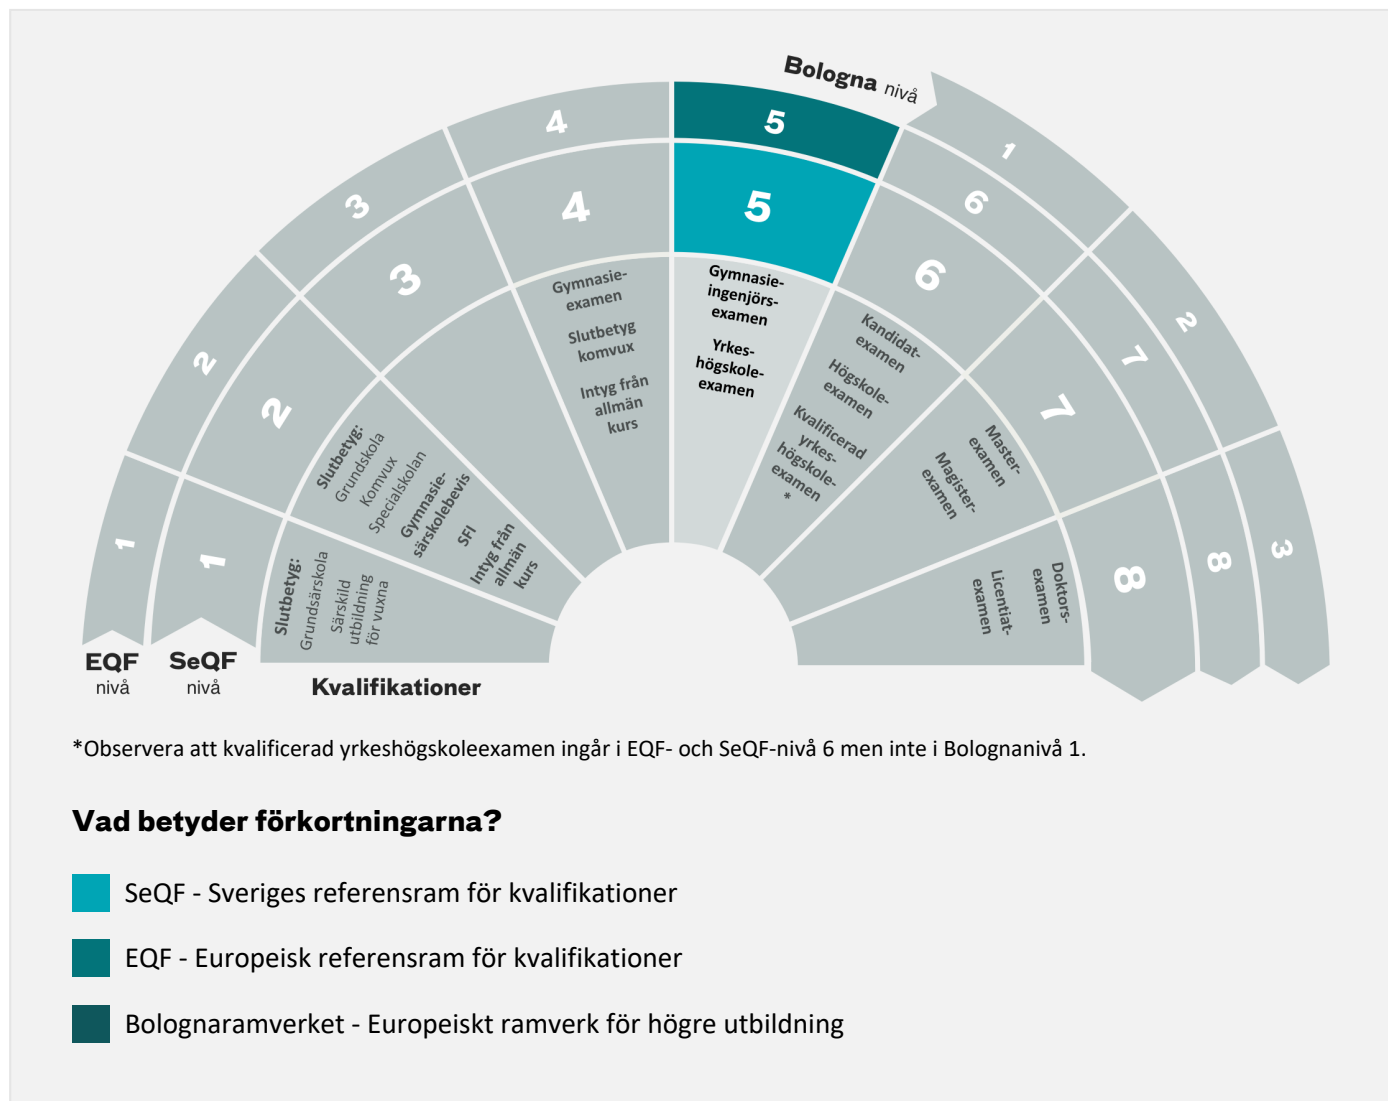 Bologna nivå
1
2
3
4
5
6
7
8
1
2
3
1
2
3
4
5
6
7
8
Slutbetyg:
Grundsärskola
Särskild
utbildning
för vuxna
Slutbetyg:
Grundskola
Komvux
Specialskolan
Gymnasie-
särskolebevis
SFI
Intyg från
allmän
kurs
Gymnasie-
examen
Slutbetyg
komvux
Intyg från
allmän
kurs
Gymnasie-
ingenjörs-
examen
Yrkes-
högskole-
examen
Kandidat-
examen
Högskole-
examen
Kvalificerad
yrkes-
högskole-
examen
*
Master-
examen
Magister-
examen
Doktors-
examen
Licentiat-
examen
EQF
nivå
SeQF
nivå
Kvalifikationer
*Observera att kvalificerad yrkeshögskoleexamen ingår i EQF- och SeQF-nivå 6 men inte i Bolognanivå 1.
Vad betyder förkortningarna?
SeQF - Sveriges referensram för kvalifikationer
EQF - Europeisk referensram för kvalifikationer
Bolognaramverket - Europeiskt ramverk för högre utbildning